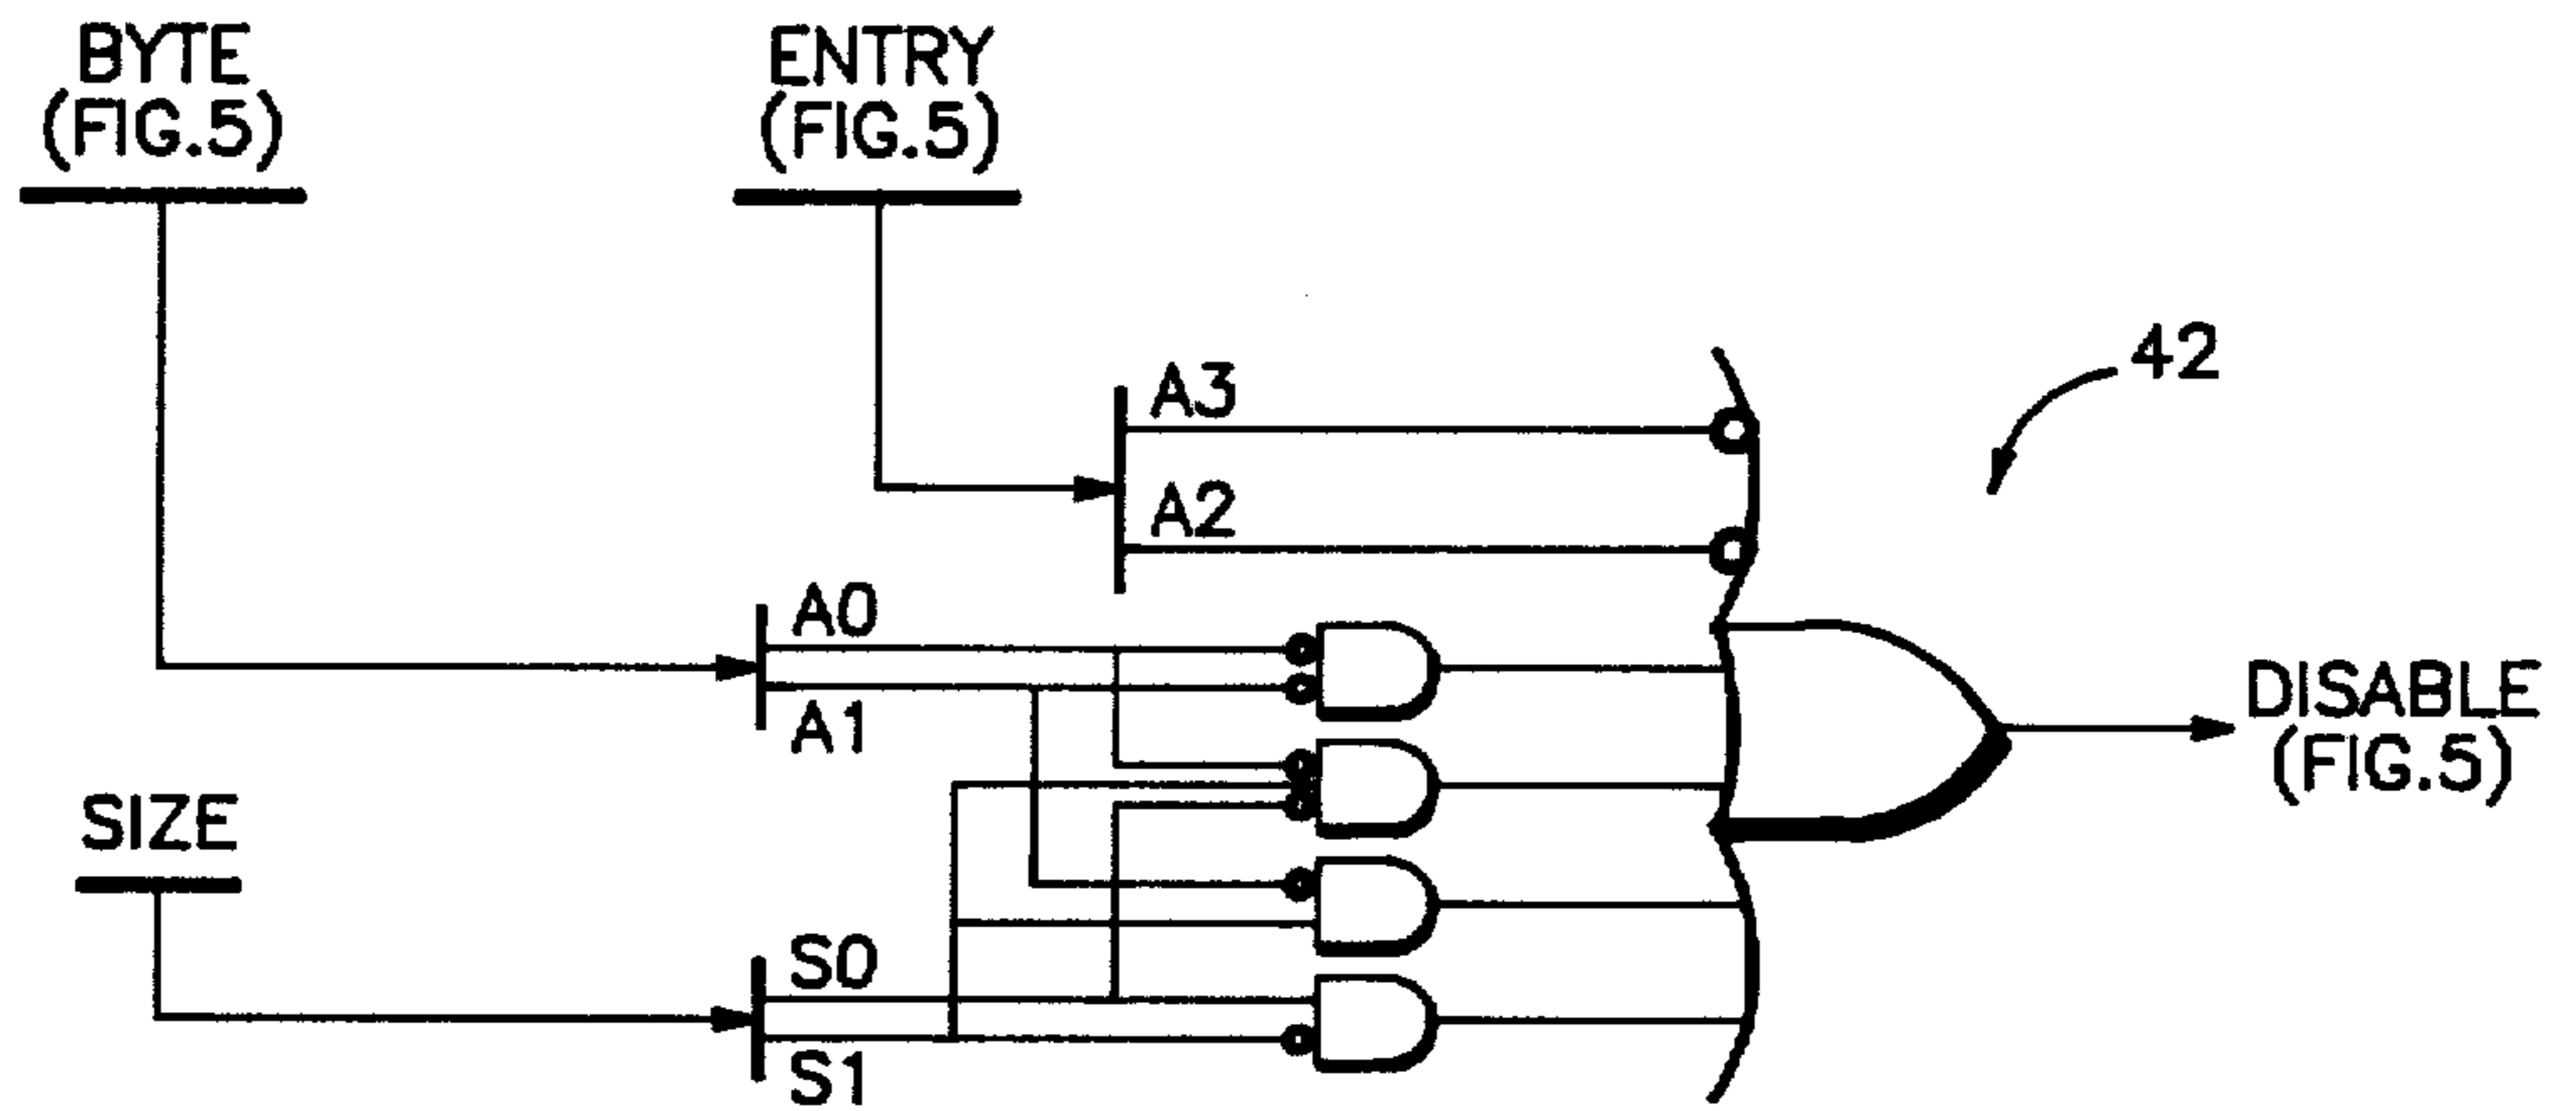 BYTE
(FIG.5)
ENTRY
(FIG.5)
42
A3
A2
A0
A1
DISABLE
(FIG.5)
SIZE
S0
S1